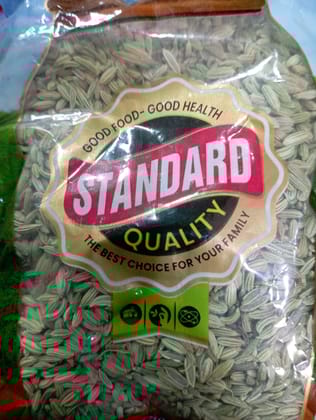 GOOD FOOD- GOOD HEALTH
STANDARD
QUALITY
THE BEST CHOICE FOR YOUR FAMILY